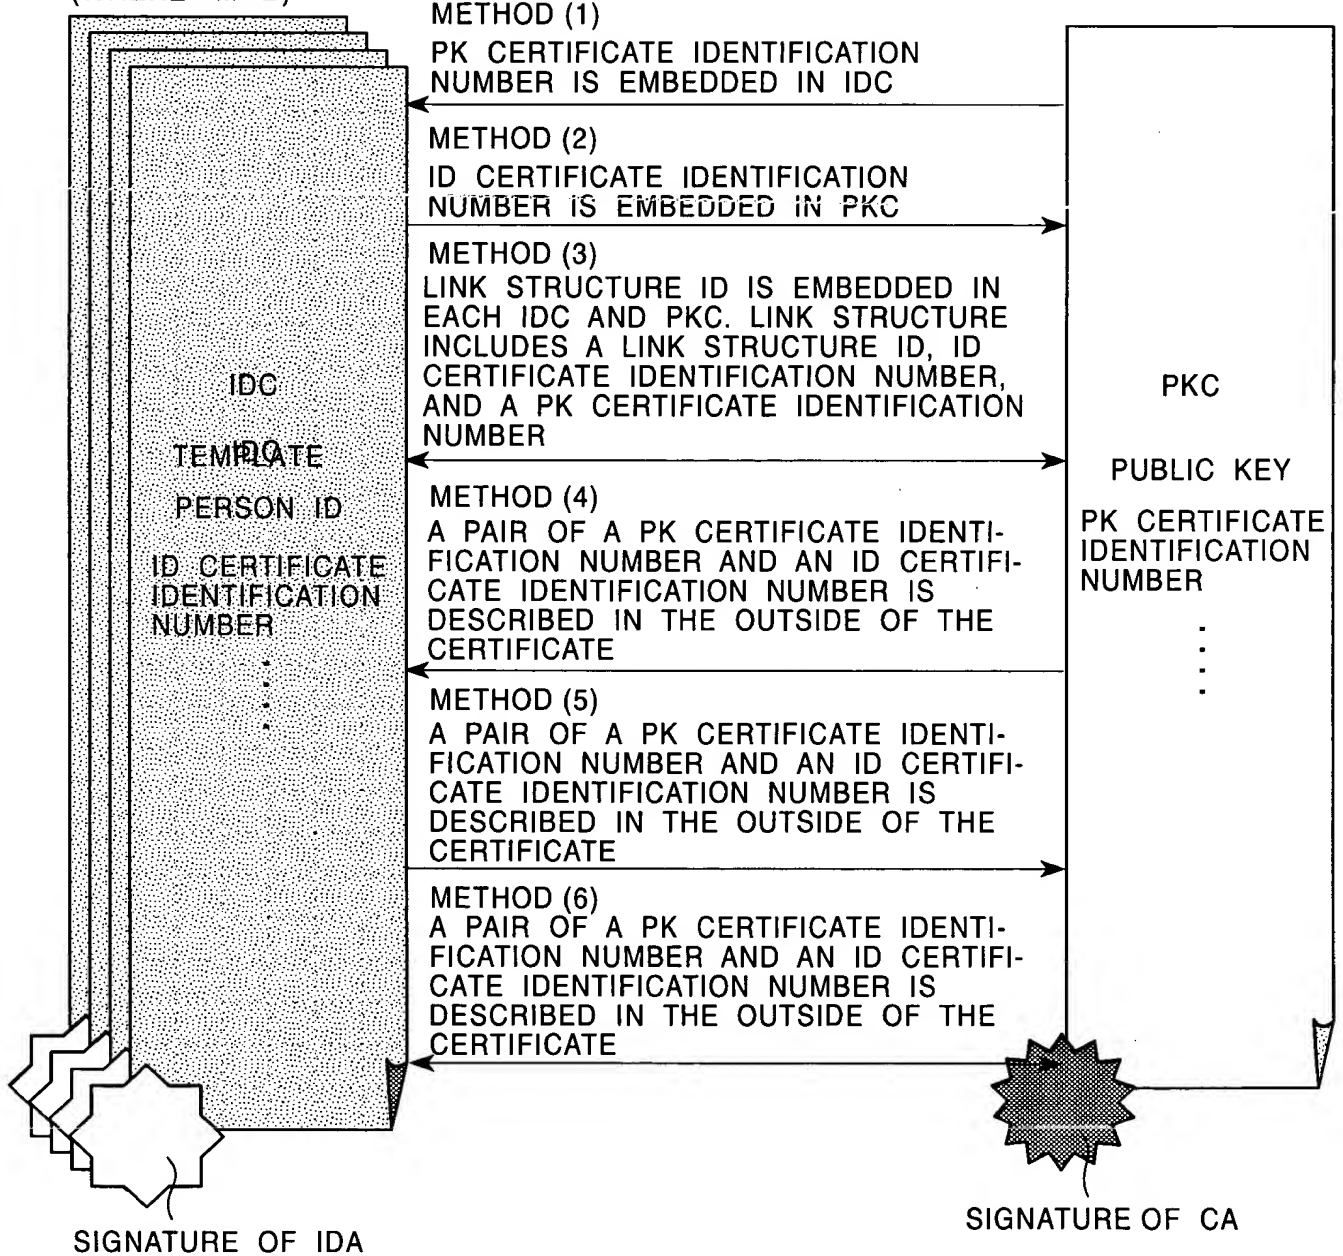 METHOD (1)
PK CERTIFICATE IDENTIFICATION
NUMBER IS EMBEDDED IN IDC
METHOD (2)
ID CERTIFICATE IDENTIFICATION
NUMBER IS EMBEDDED IN PKC
METHOD (3)
LINK STRUCTURE ID IS EMBEDDED IN
EACH IDC AND PKC. LINK STRUCTURE
INCLUDES A LINK STRUCTURE ID, ID
CERTIFICATE IDENTIFICATION NUMBER,
AND A PK CERTIFICATE IDENTIFICATION
NUMBER
METHOD (4)
A PAIR OF A PK CERTIFICATE IDENTI-
FICATION NUMBER AND AN ID CERTIFI-
CATE IDENTIFICATION NUMBER IS
DESCRIBED IN THE OUTSIDE OF THE
CERTIFICATE
METHOD (5)
A PAIR OF A PK CERTIFICATE IDENTI-
FICATION NUMBER AND AN ID CERTIFI-
CATE IDENTIFICATION NUMBER IS
DESCRIBED IN THE OUTSIDE OF THE
CERTIFICATE
METHOD (6)
A PAIR OF A PK CERTIFICATE IDENTI-
FICATION NUMBER AND AN ID CERTIFI-
CATE IDENTIFICATION NUMBER IS
DESCRIBED IN THE OUTSIDE OF THE
CERTIFICATE
IDC
IDC
TEMPLATE
PERSON ID
ID CERTIFICATE
IDENTIFICATION
NUMBER
PKC
PUBLIC KEY
PK CERTIFICATE
IDENTIFICATION
NUMBER
SIGNATURE OF IDA
SIGNATURE OF CA